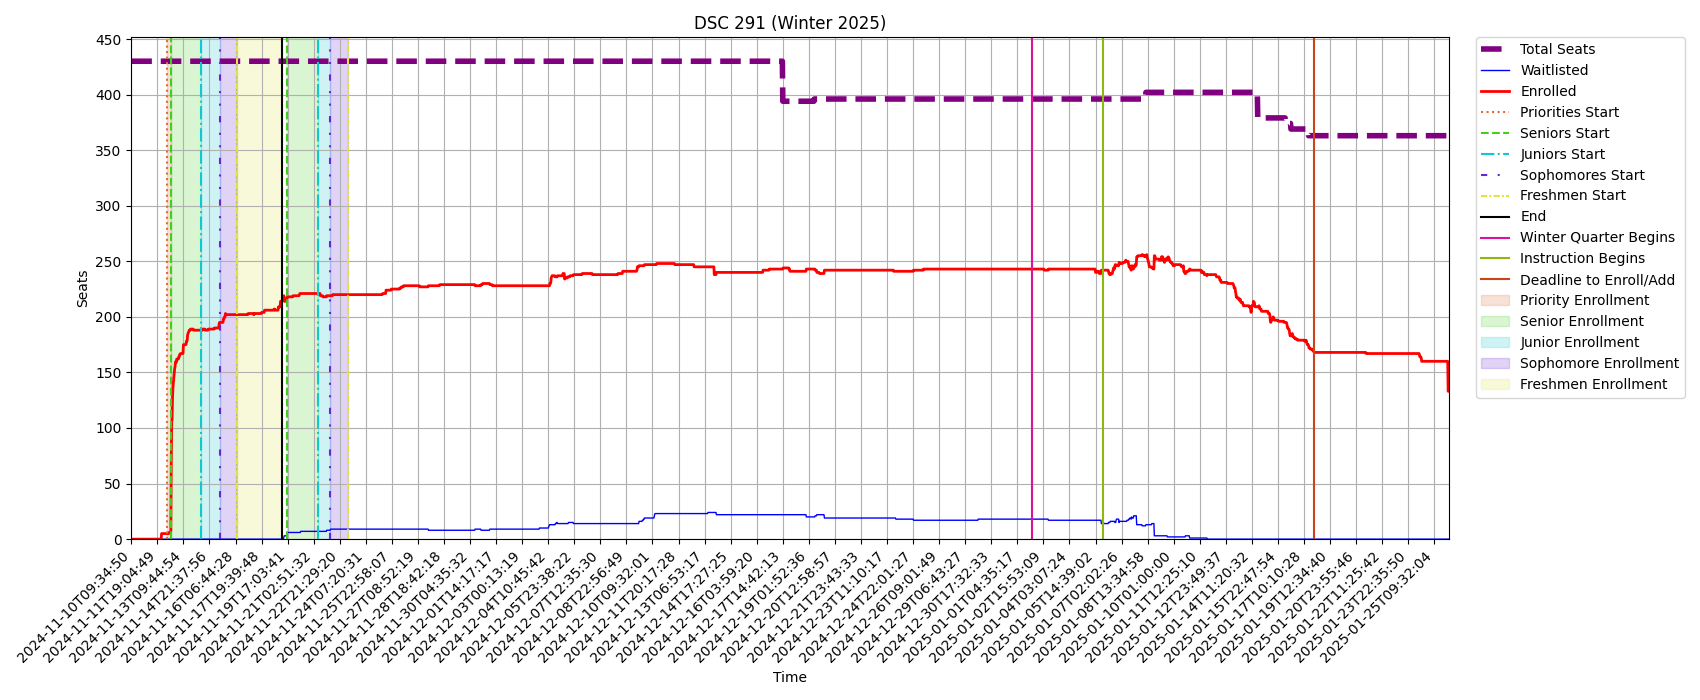 DSC 291 (Winter 2025)
Seats
450
400
350
300
250
200
150
100
50
0
2024-11-10T09:34:50
2024-11-11T19:04:49
2024-11-13T09:44:54
2024-11-14T21:37:56
2024-11-16T06:44:28
2024-11-17T19:39:48
2024-11-19T17:03:41
2024-11-21T02:51:32
2024-11-22T21:29:20
2024-11-24T07:20:31
2024-11-25T22:58:07
2024-11-27T08:52:19
2024-11-28T18:42:18
2024-11-30T04:35:32
2024-12-01T14:17:17
2024-12-03T00:13:19
2024-12-04T10:45:42
2024-12-05T23:38:22
2024-12-07T12:35:30
2024-12-08T22:56:49
2024-12-10T09:32:01
2024-12-11T20:17:28
2024-12-13T06:53:17
2024-12-14T17:27:25
2024-12-16T03:59:20
2024-12-17T14:42:13
2024-12-19T01:52:36
2024-12-20T12:58:57
2024-12-21T23:43:33
2024-12-23T11:10:17
2024-12-24T22:01:27
2024-12-26T09:01:49
2024-12-29T06:43:27
2024-12-30T17:32:33
2025-01-01T04:35:17
2025-01-02T15:53:09
2025-01-04T03:07:24
2025-01-05T14:39:02
2025-01-07T02:02:26
2025-01-08T13:34:58
2025-01-10T01:00:00
2025-01-11T12:25:10
2025-01-12T23:49:37
2025-01-14T11:20:32
2025-01-15T22:47:54
2025-01-17T10:10:28
2025-01-19T12:34:40
2025-01-20T23:55:46
2025-01-22T11:25:42
2025-01-23T22:35:50
2025-01-25T09:32:04
Time
Total Seats
Waitlisted
Enrolled
Priorities Start
Seniors Start
Juniors Start
Sophomores Start
Freshmen Start
End
Winter Quarter Begins
Instruction Begins
Deadline to Enroll/Add
Priority Enrollment
Senior Enrollment
Junior Enrollment
Sophomore Enrollment
Freshmen Enrollment